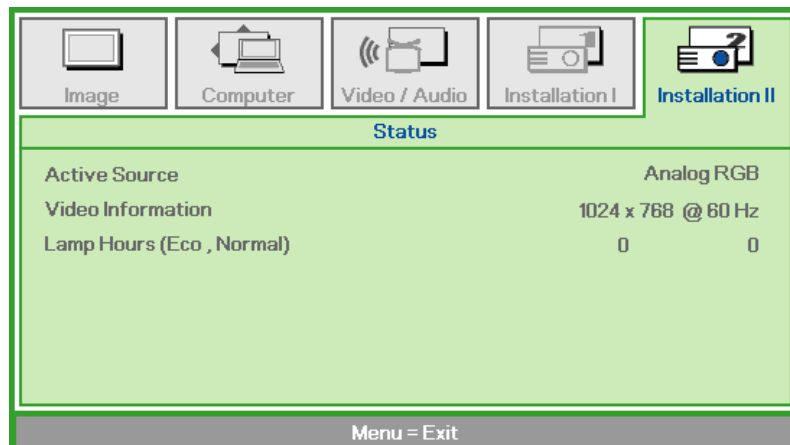 Image Computer Video / Audio Installation I Installation II
Status
Active Source Analog RGB
Video Information 1024 x 768 @ 60 Hz
Lamp Hours (Eco , Normal) 0 0
Menu = Exit